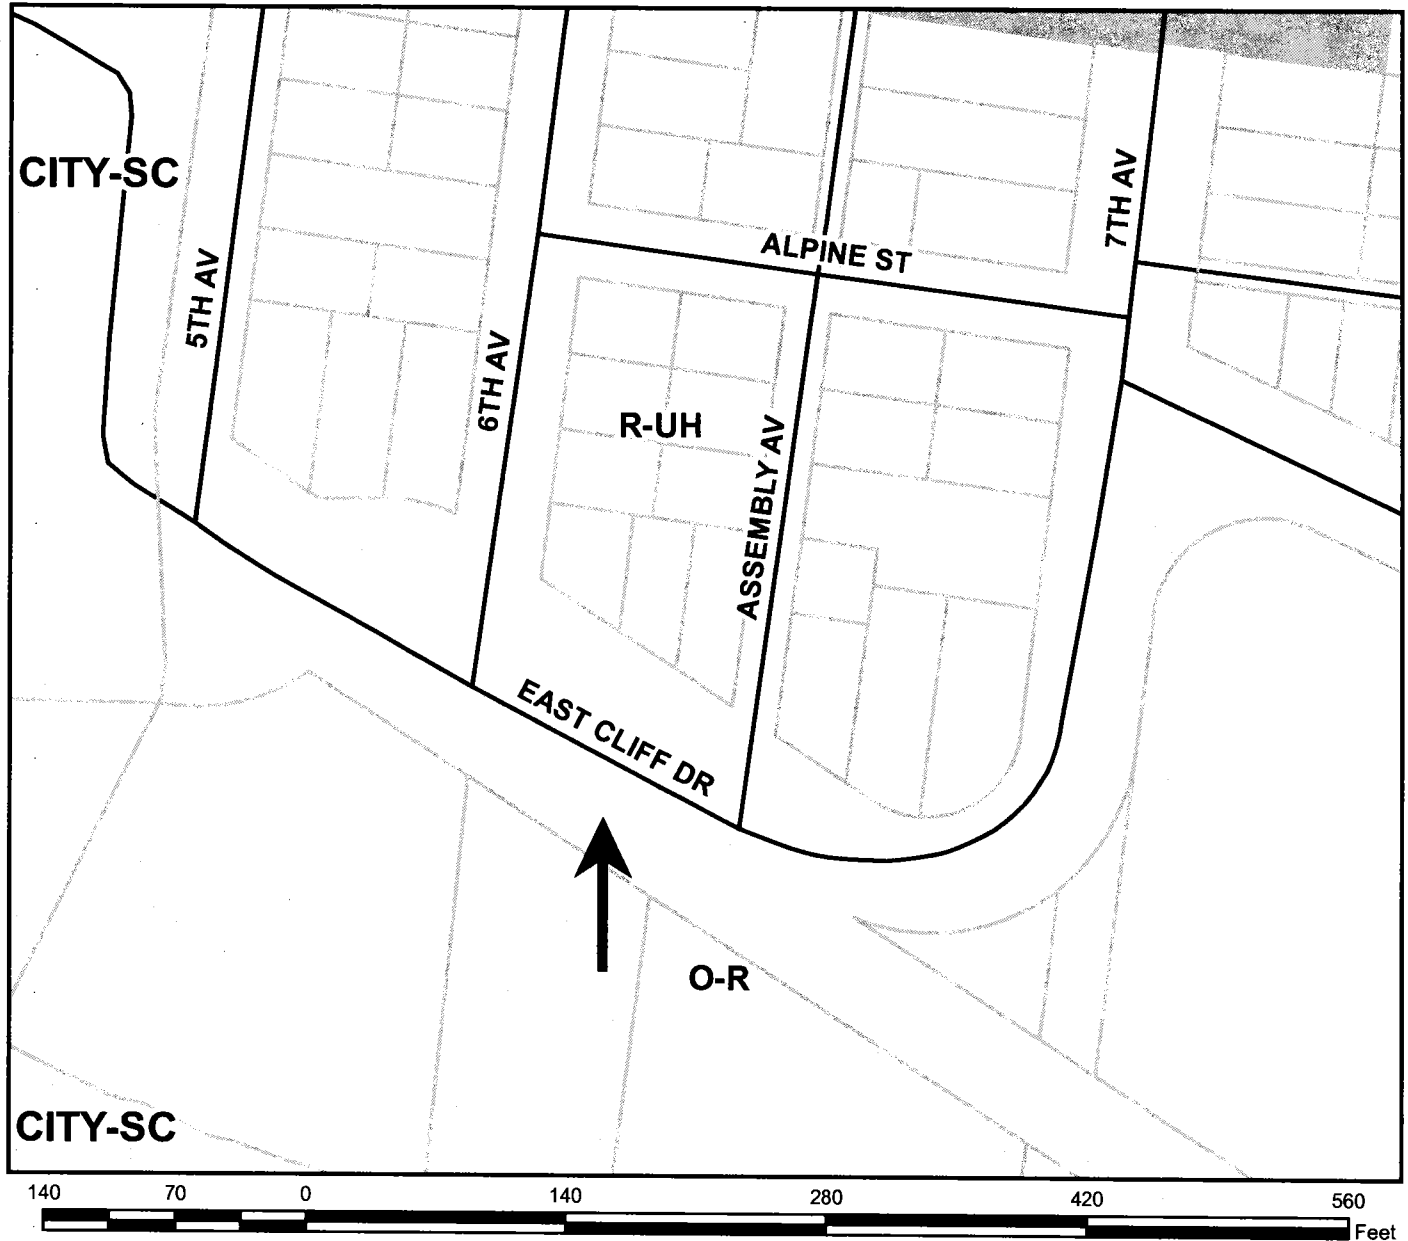 CITY-SC
5TH AV
6TH AV
ALPINE ST
7TH AV
R-UH
ASSEMBLY AV
EAST CLIFF DR
O-R
CITY-SC
140 70 0 140 280 420 560
Feet